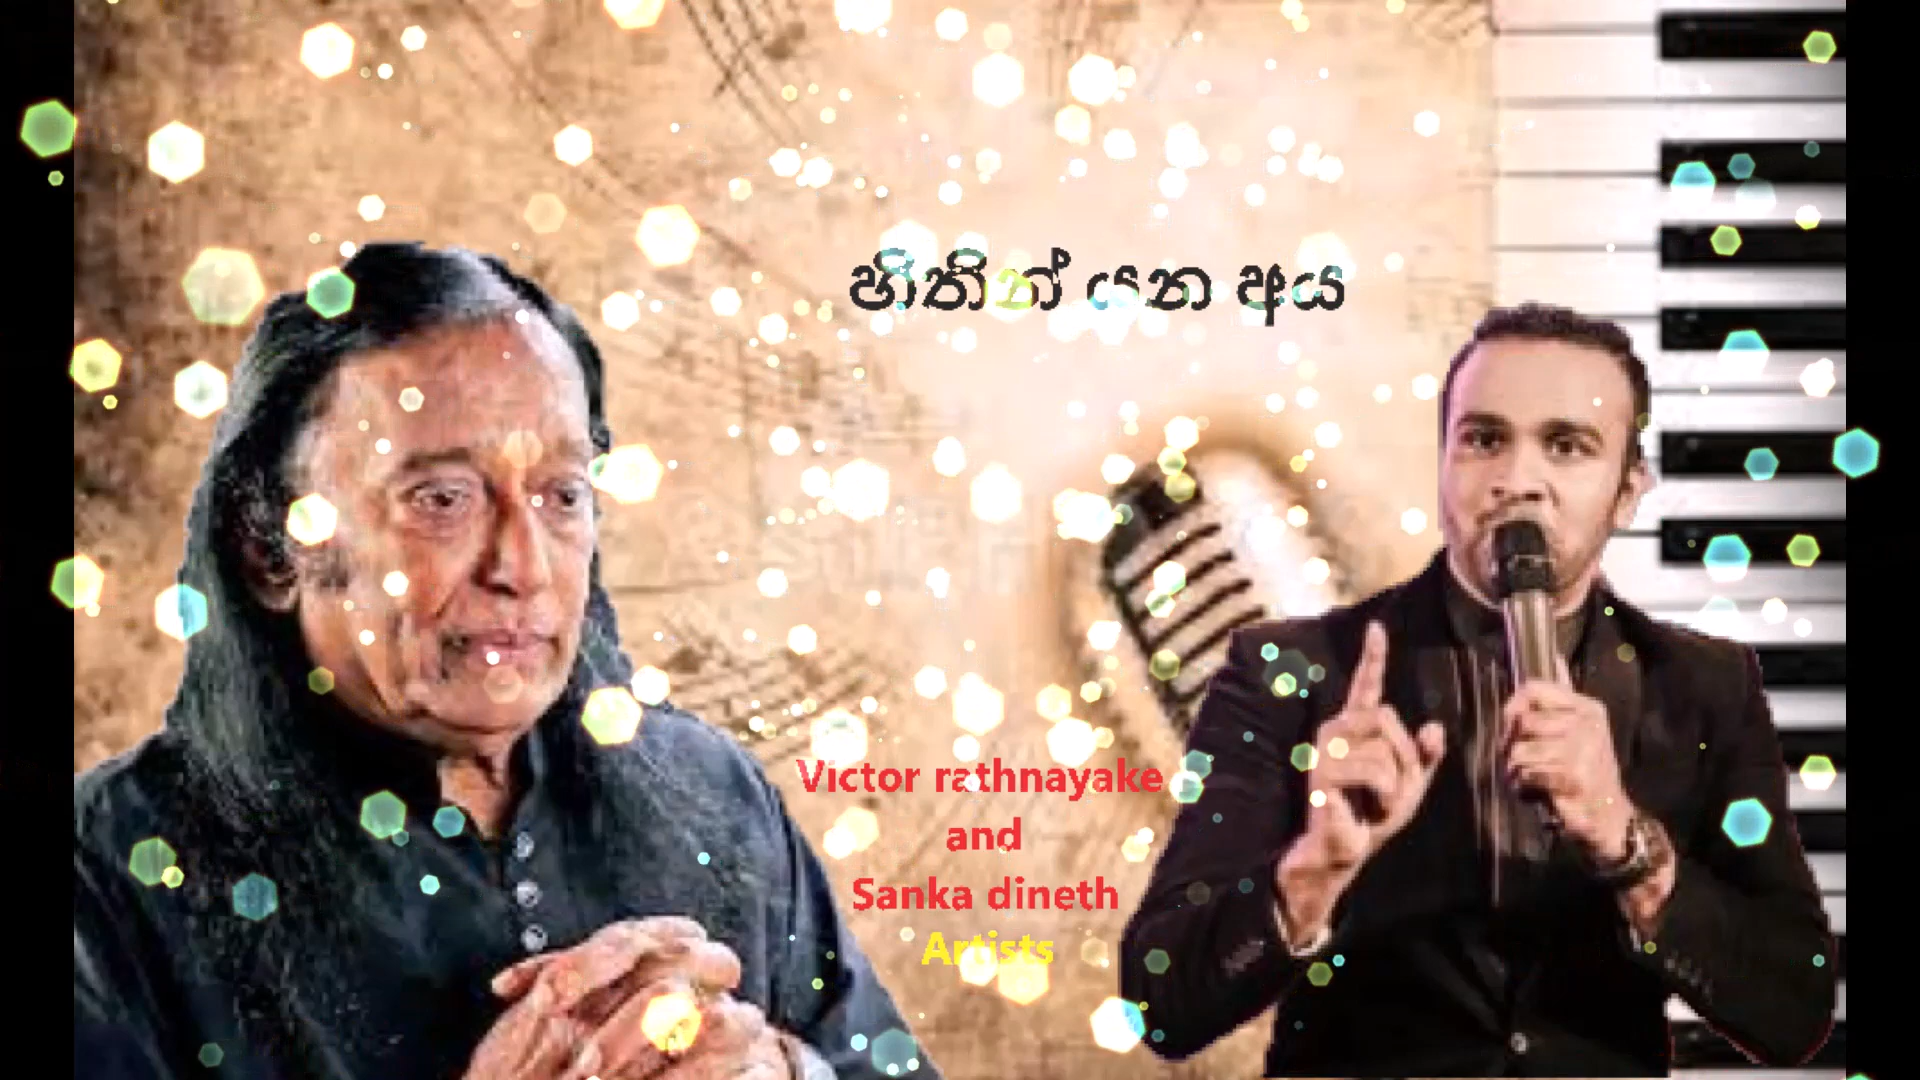 හිතින් යන අය
Victor rathnayake
and
Sanka dineth
Artists